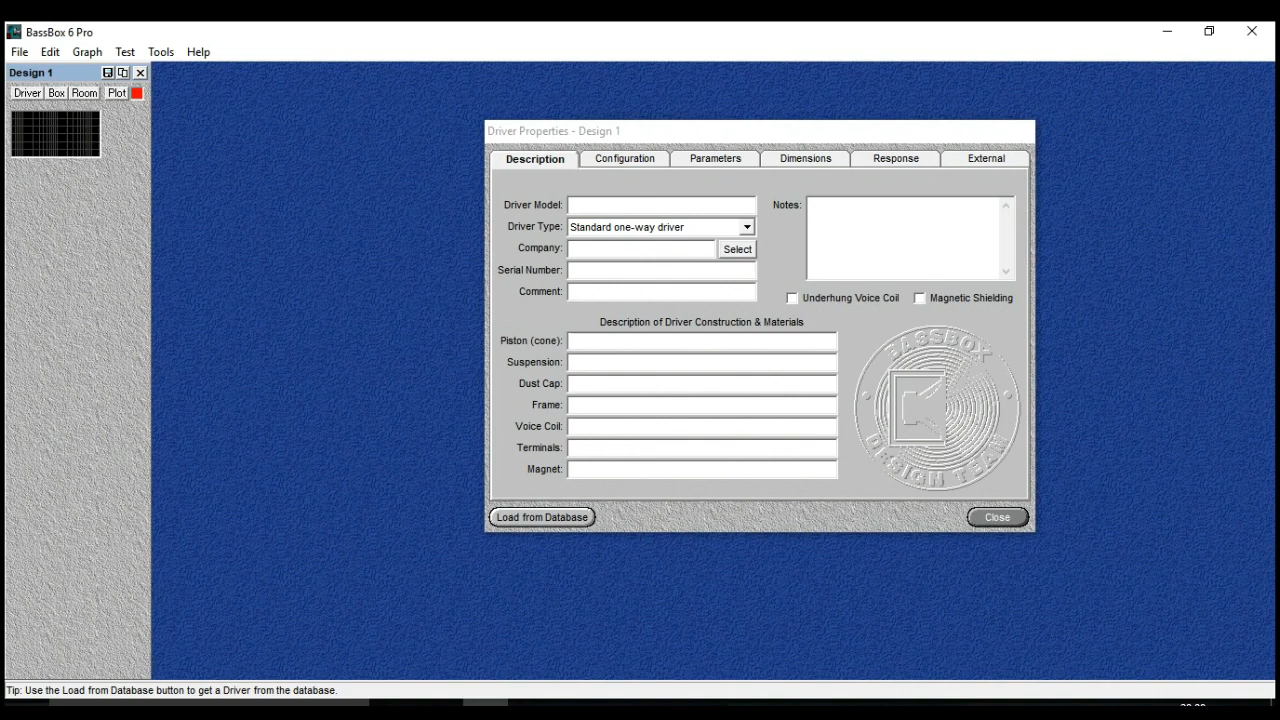 BassBox 6 Pro
File Edit Graph Test Tools Help
Design 1
Driver Box Room Plot
Driver Properties - Design 1
Description Configuration Parameters Dimensions Response External
Driver Model:
Driver Type: Standard one-way driver
Company: Select
Serial Number:
Comment:
Notes:
Underhung Voice Coil Magnetic Shielding
Description of Driver Construction & Materials
Piston (cone):
Suspension:
Dust Cap:
Frame:
Voice Coil:
Terminals:
Magnet:
BASSBOX
DESIGN TEAM
Load from Database Close
Tip: Use the Load from Database button to get a Driver from the database.